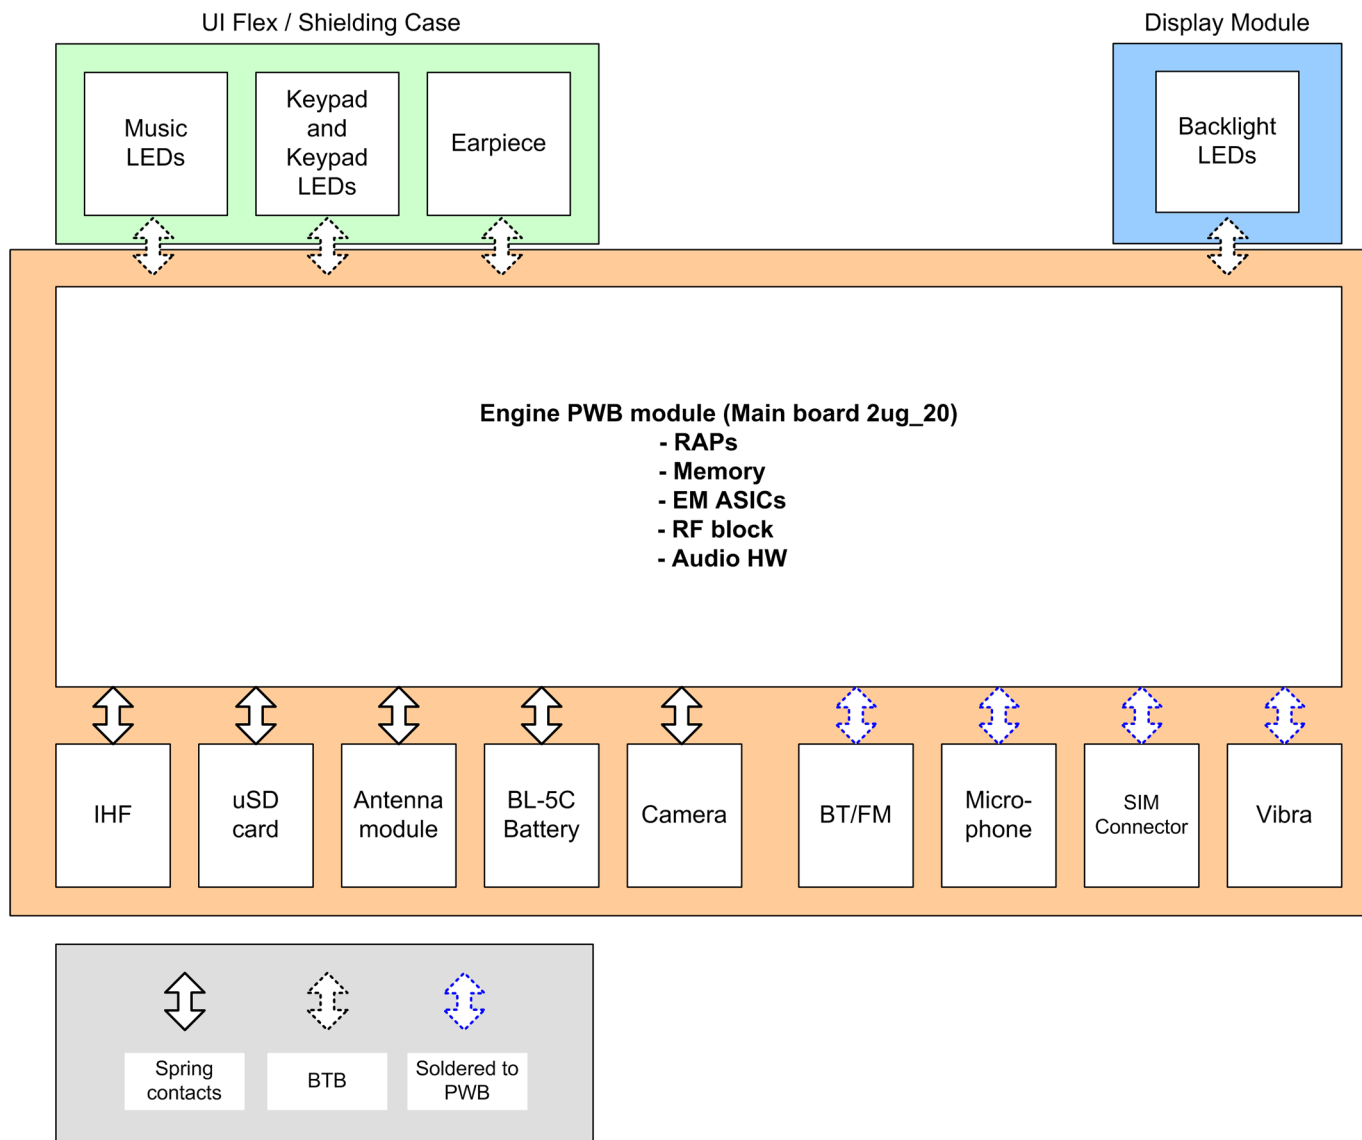 UI Flex / Shielding Case
Display Module
Music
LEDs
Keypad
and
Keypad
LEDs
Earpiece
Backlight
LEDs
Engine PWB module (Main board 2ug_20)
- RAPs
- Memory
- EM ASICs
- RF block
- Audio HW
IHF
uSD
card
Antenna
module
BL-5C
Battery
Camera
BT/FM
Micro-
phone
SIM
Connector
Vibra
Spring
contacts
BTB
Soldered to
PWB